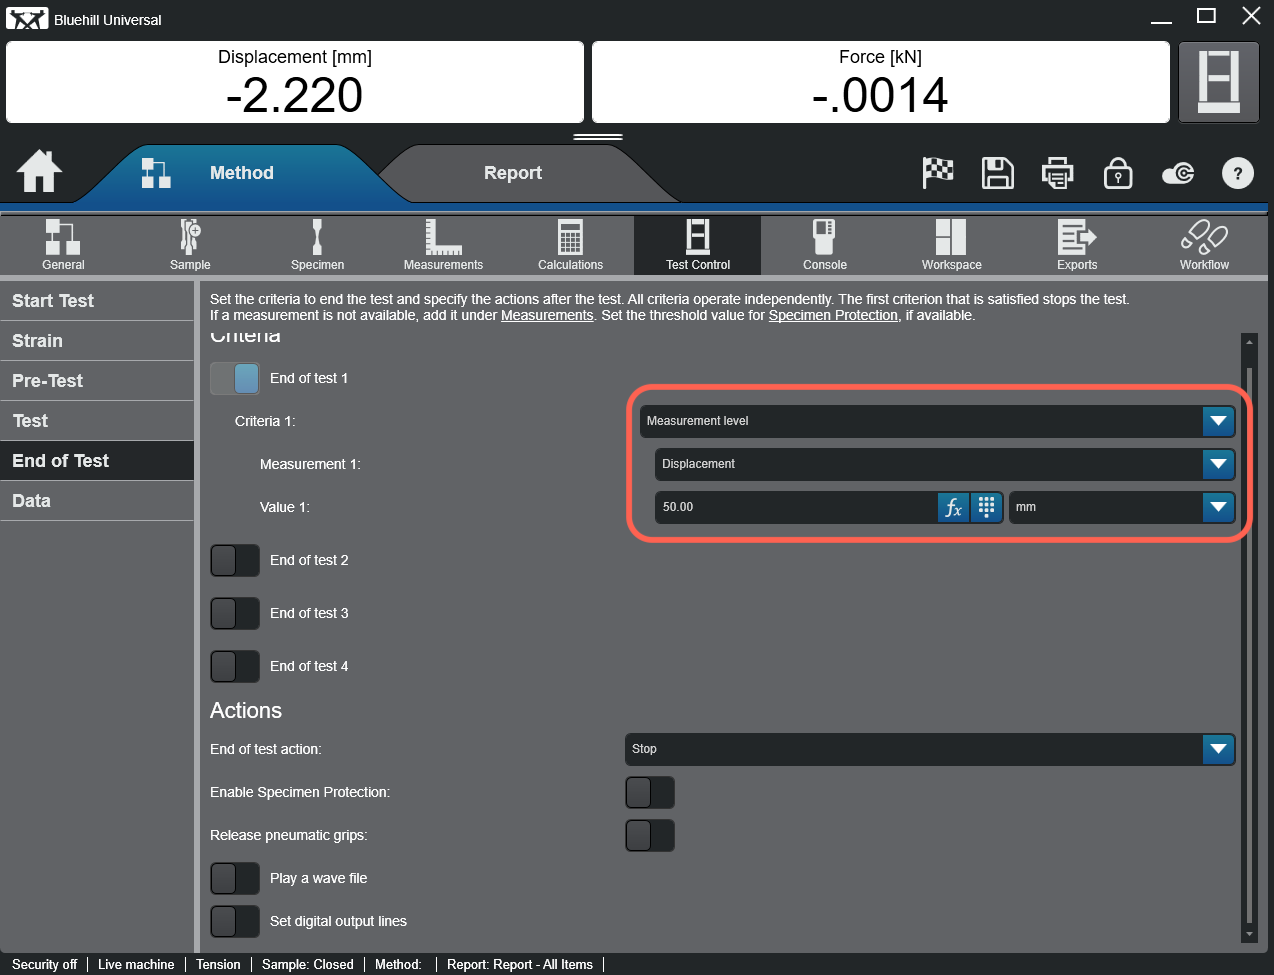 Bluehill Universal
Displacement [mm]
-2.220
Force [kN]
-.0014
Method
Report
?
General
Sample
Specimen
Measurements
Calculations
Test Control
Console
Workspace
Exports
Workflow
Start Test
Strain
Pre-Test
Test
End of Test
Data
Set the criteria to end the test and specify the actions after the test. All criteria operate independently. The first criterion that is satisfied stops the test.
If a measurement is not available, add it under Measurements. Set the threshold value for Specimen Protection, if available.
Criteria
End of test 1
Criteria 1:
Measurement level
Measurement 1:
Displacement
Value 1:
50.00
fx
mm
End of test 2
End of test 3
End of test 4
Actions
End of test action:
Stop
Enable Specimen Protection:
Release pneumatic grips:
Play a wave file
Set digital output lines
Security off
Live machine
Tension
Sample: Closed
Method:
Report: Report - All Items